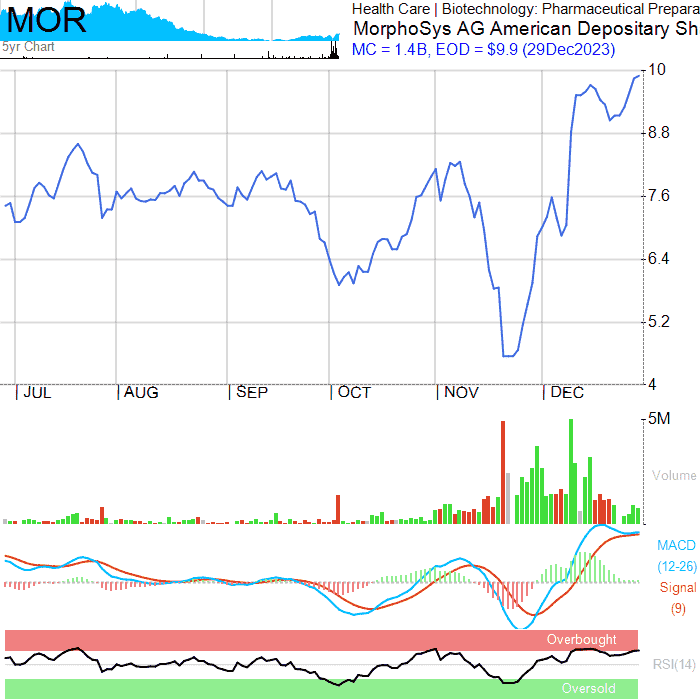 MOR
5yr Chart
Health Care | Biotechnology: Pharmaceutical Prepara
MorphoSys AG American Depositary Sh
MC = 1.4B, EOD = $9.9 (29Dec2023)
10
8.8
7.6
6.4
5.2
4
| JUL | AUG | SEP | OCT | NOV | DEC
5M
Volume
MACD
(12-26)
Signal
(9)
Overbought
RSI(14)
Oversold